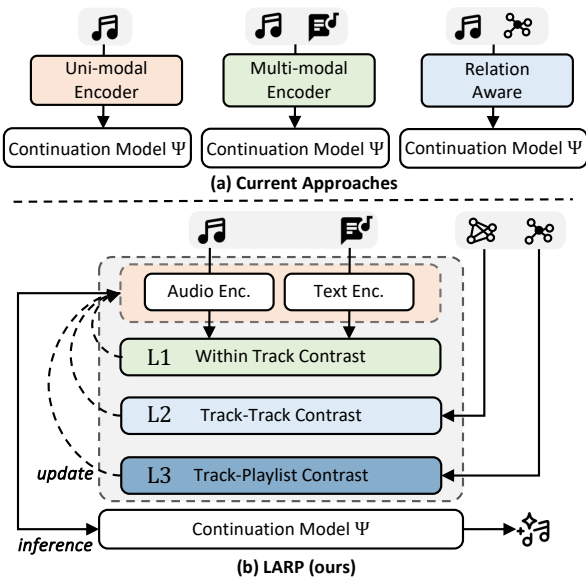 Uni-modal
Encoder
Multi-modal
Encoder
Relation
Aware
Continuation Model Ψ
Continuation Model Ψ
Continuation Model Ψ
(a) Current Approaches
Audio Enc.
Text Enc.
L1 Within Track Contrast
L2 Track-Track Contrast
L3 Track-Playlist Contrast
update
Continuation Model Ψ
inference
(b) LARP (ours)